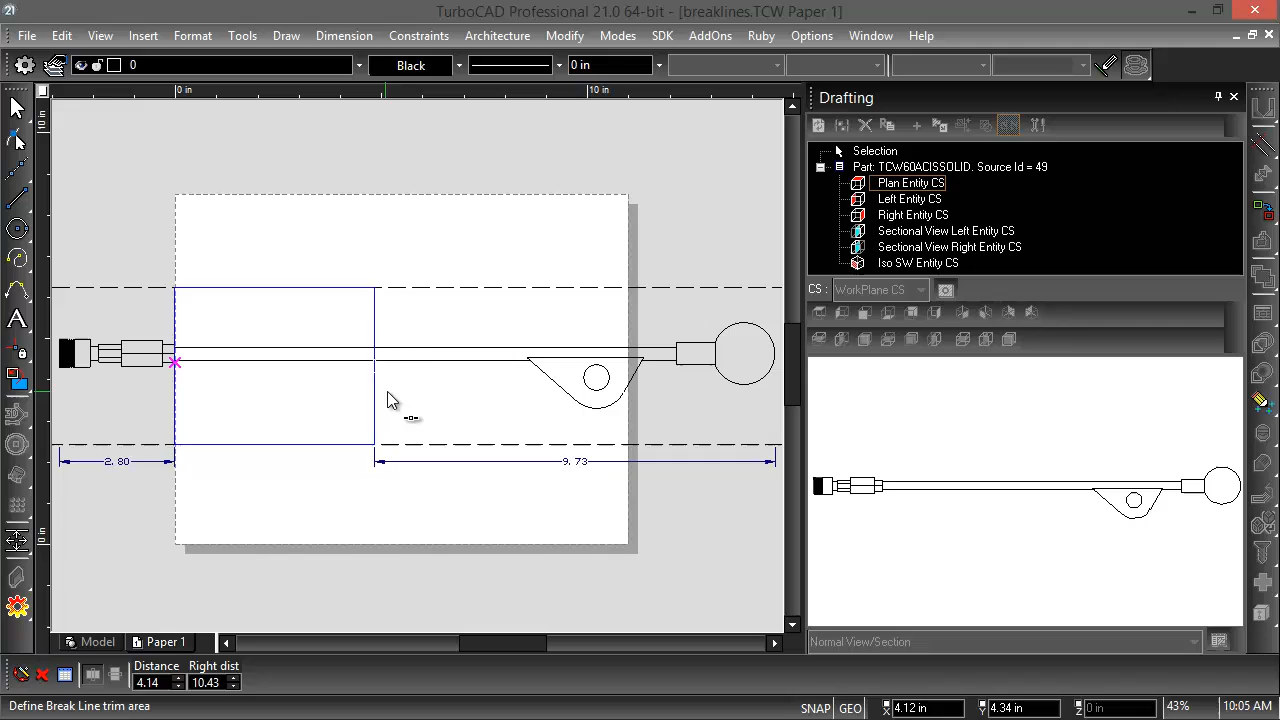 21 TurboCAD Professional 21.0 64-bit - [breaklines.TCW Paper 1]
File Edit View Insert Format Tools Draw Dimension Constraints Architecture Modify Modes SDK AddOns Ruby Options Window Help
0 Black 0 in
0 in 10 in
Drafting
10 in
Selection
Part: TCW60ACISSOLID. Source Id = 49
Plan Entity CS
Left Entity CS
Right Entity CS
Sectional View Left Entity CS
Sectional View Right Entity CS
Iso SW Entity CS
CS : WorkPlane CS
2.80
9.73
0 in
Model Paper 1
Normal View/Section
Distance Right dist
4.14 10.43
Define Break Line trim area
SNAP GEO X 4.12 in Y 4.34 in Z 0 in 43% 10:05 AM